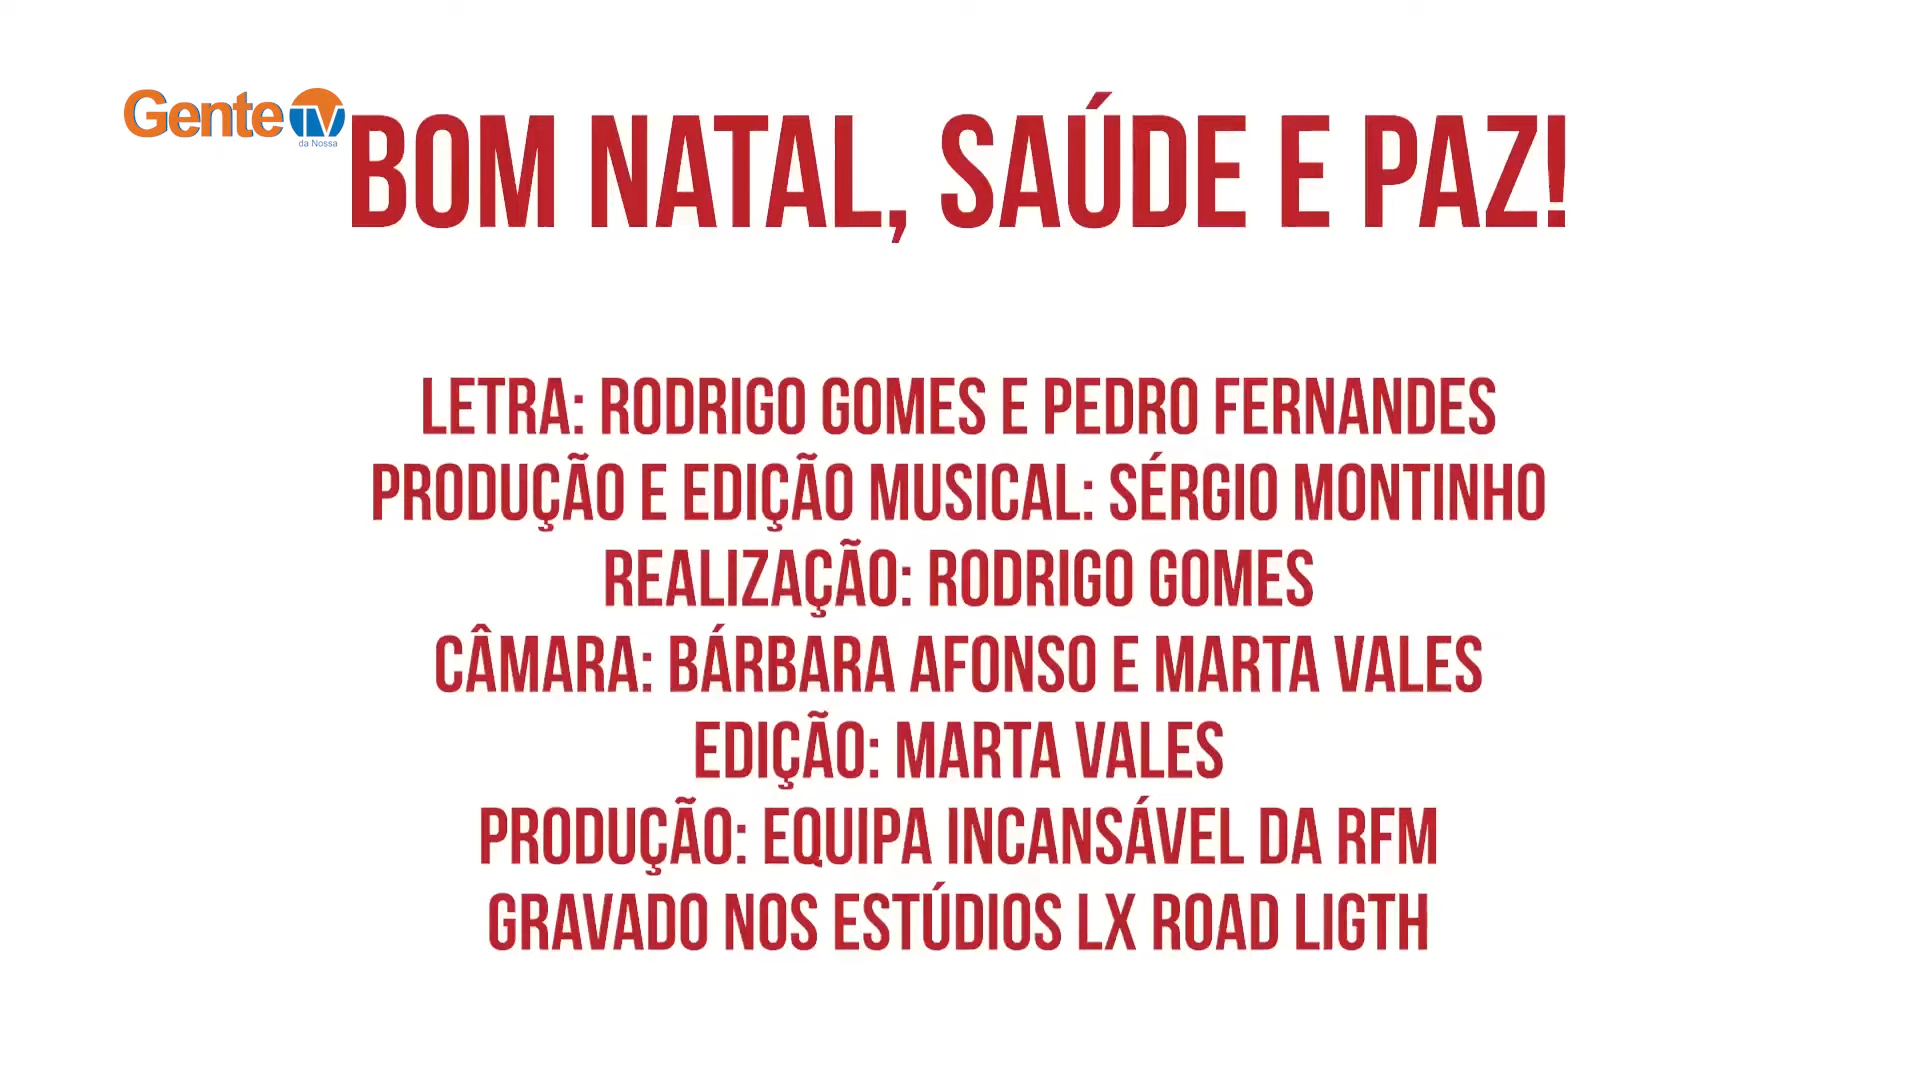 Gente TV
da Nossa
BOM NATAL, SAÚDE E PAZ!
LETRA: RODRIGO GOMES E PEDRO FERNANDES
PRODUÇÃO E EDIÇÃO MUSICAL: SÉRGIO MONTINHO
REALIZAÇÃO: RODRIGO GOMES
CÂMARA: BÁRBARA AFONSO E MARTA VALES
EDIÇÃO: MARTA VALES
PRODUÇÃO: EQUIPA INCANSÁVEL DA RFM
GRAVADO NOS ESTÚDIOS LX ROAD LIGTH